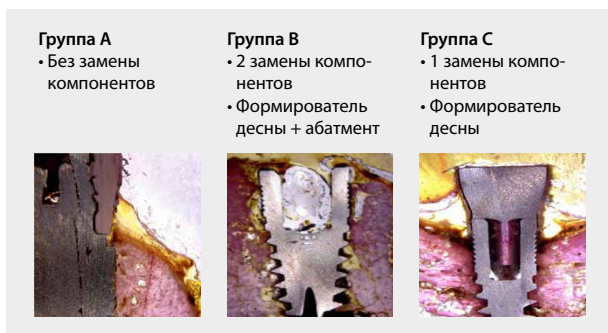 Группа A
• Без замены
компонентов
Группа B
• 2 замены компо-
нентов
• Формирователь
десны + абатмент
Группа C
• 1 замены компо-
нентов
• Формирователь
десны